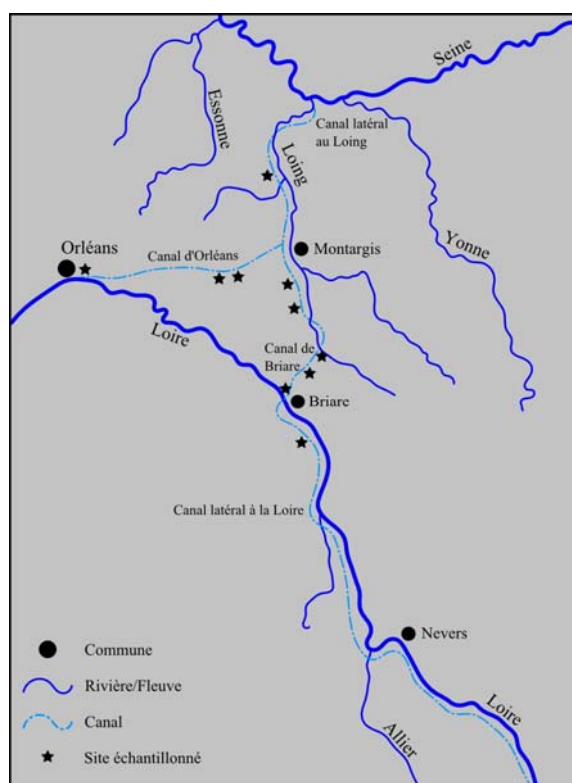 Seine
Essonne
Canal latéral
au Loing
Loing
Yonne
Orléans
Canal d'Orléans
Montargis
Loire
Canal de
Briare
Briare
Canal latéral à la Loire
Nevers
Loire
Allier
Commune
Rivière/Fleuve
Canal
Site échantillonné